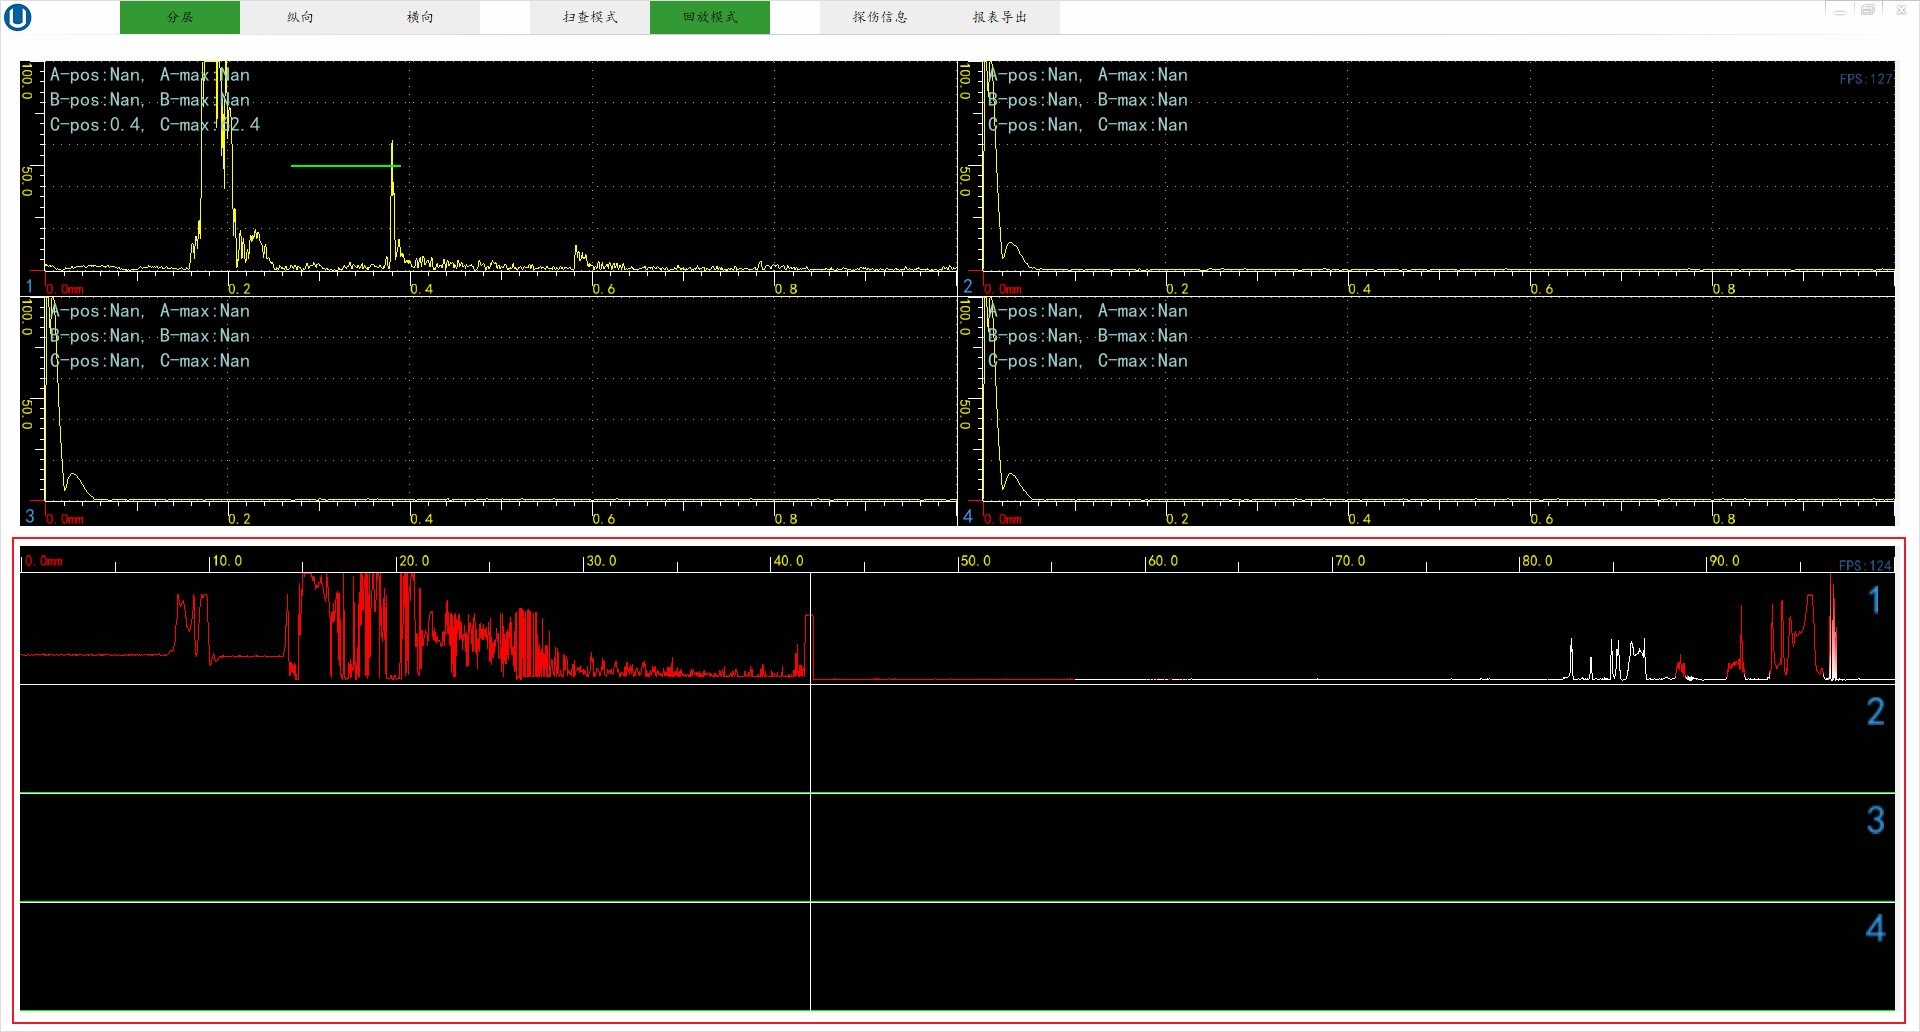 分层 纵向 横向 扫查模式 回放模式 探伤信息 报表导出
A-pos:Nan, A-max:Nan
B-pos:Nan, B-max:Nan
C-pos:0.4, C-max: 2.4
100.0
50.0
1 0.0mm 0.2 0.4 0.6 0.8
A-pos:Nan, A-max:Nan
B-pos:Nan, B-max:Nan
C-pos:Nan, C-max:Nan
FPS:127
100.0
50.0
2 0.0mm 0.2 0.4 0.6 0.8
A-pos:Nan, A-max:Nan
B-pos:Nan, B-max:Nan
C-pos:Nan, C-max:Nan
100.0
50.0
3 0.0mm 0.2 0.4 0.6 0.8
A-pos:Nan, A-max:Nan
B-pos:Nan, B-max:Nan
C-pos:Nan, C-max:Nan
100.0
50.0
4 0.0mm 0.2 0.4 0.6 0.8
0.0mm 10.0 20.0 30.0 40.0 50.0 60.0 70.0 80.0 90.0
FPS:124
1
2
3
4